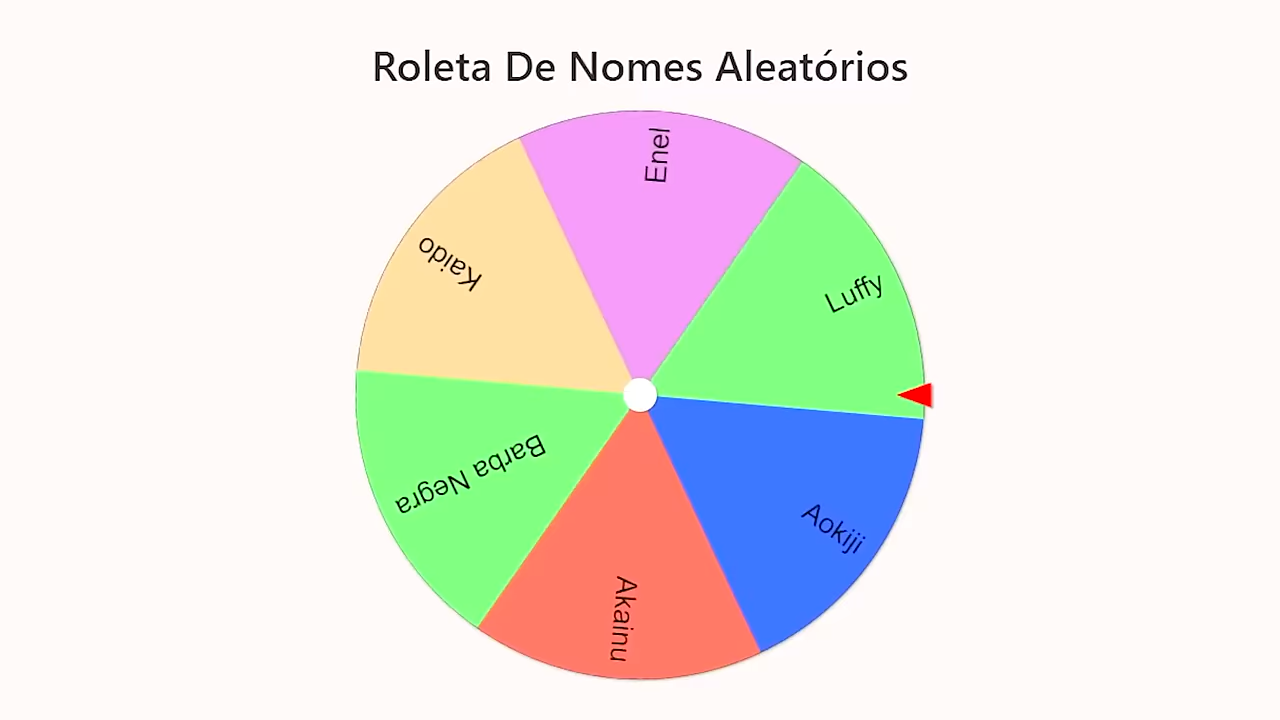 Roleta De Nomes Aleatórios
Enel
Luffy
Kaido
Barba Negra
Aokiji
Akainu